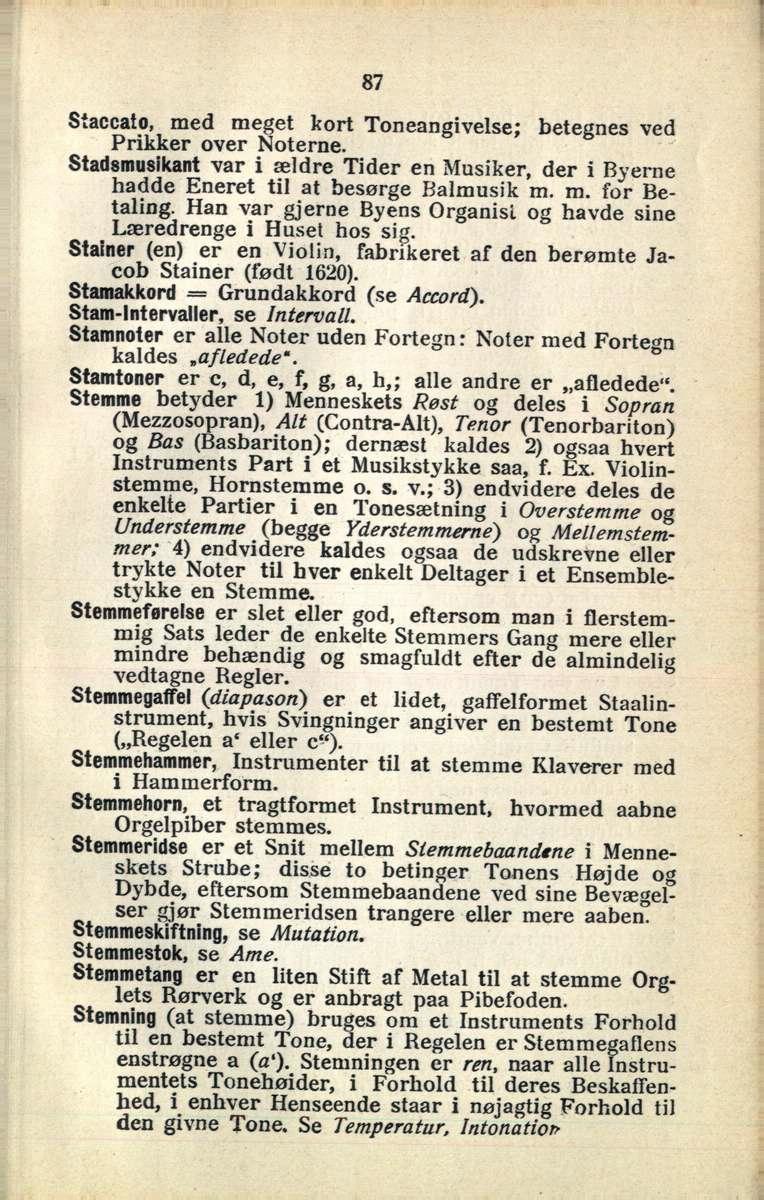 87
Staccato, med meget kort Toneangivelse; betegnes ved
Prikker over Noterne.
Stadsmusikant var i ældre Tider en Musiker, der i Byerne
hadde Eneret til at besørge Balmusik m. m. for Be-
taling. Han var gjerne Byens Organist og havde sine
Læredrenge i Huset hos sig.
Stainer (en) er en Violin, fabrikeret af den berømte Ja-
cob Stainer (født 1620).
Stamakkord = Grundakkord (se Accord).
Stam-Intervaller, se Intervall.
Stamnoter er alle Noter uden Fortegn: Noter med Fortegn
kaldes „afledede“.
Stamtoner er c, d, e, f, g, a, h,; alle andre er „afledede“.
Stemme betyder 1) Menneskets Røst og deles i Sopran
(Mezzosopran), Alt (Contra-Alt), Tenor (Tenorbariton)
og Bas (Basbariton); dernæst kaldes 2) ogsaa hvert
Instruments Part i et Musikstykke saa, f. Ex. Violin-
stemme, Hornstemme o. s. v.; 3) endvidere deles de
enkelte Partier i en Tonesætning i Overstemme og
Understemme (begge Yderstemmerne) og Mellemstem-
mer; 4) endvidere kaldes ogsaa de udskrevne eller
trykte Noter til hver enkelt Deltager i et Ensemble-
stykke en Stemme.
Stemmeførelse er slet eller god, eftersom man i flerstem-
mig Sats leder de enkelte Stemmers Gang mere eller
mindre behændig og smagfuldt efter de almindelig
vedtagne Regler.
Stemmegaffel (diapason) er et lidet, gaffelformet Staalin-
strument, hvis Svingninger angiver en bestemt Tone
(„Regelen a‘ eller c“).
Stemmehammer, Instrumenter til at stemme Klaverer med
i Hammerform.
Stemmehorn, et tragtformet Instrument, hvormed aabne
Orgelpiber stemmes.
Stemmeridse er et Snit mellem Stemmebaandene i Menne-
skets Strube; disse to betinger Tonens Højde og
Dybde, eftersom Stemmebaandene ved sine Bevægel-
ser gjør Stemmeridsen trangere eller mere aaben.
Stemmeskiftning, se Mutation.
Stemmestok, se Ame.
Stemmetang er en liten Stift af Metal til at stemme Org-
lets Rørverk og er anbragt paa Pibefoden.
Stemning (at stemme) bruges om et Instruments Forhold
til en bestemt Tone, der i Regelen er Stemmegaflens
enstrøgne a (a‘). Stemningen er ren, naar alle Instru-
mentets Tonehøider, i Forhold til deres Beskaffen-
hed, i enhver Henseende staar i nøjagtig Forhold til
den givne Tone. Se Temperatur, Intonation